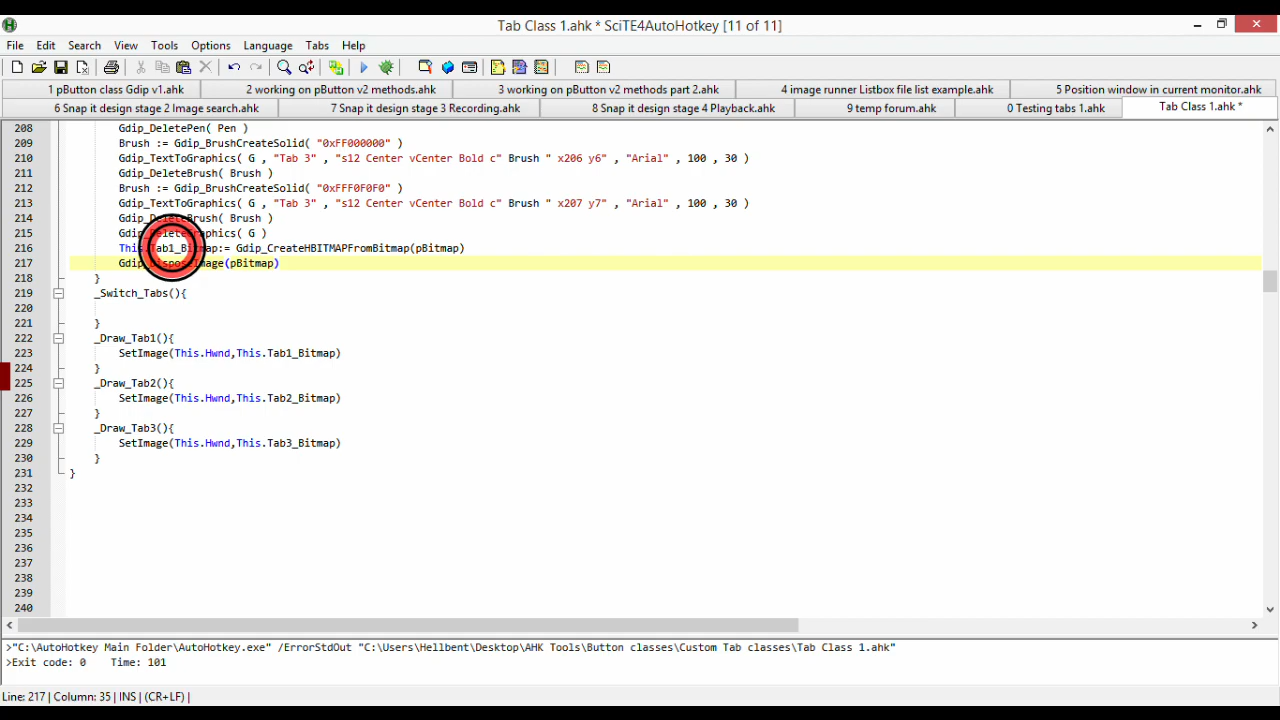 Tab Class 1.ahk * SciTE4AutoHotkey [11 of 11]
File Edit Search View Tools Options Language Tabs Help
1 pButton class Gdip v1.ahk 2 working on pButton v2 methods.ahk 3 working on pButton v2 methods part 2.ahk 4 image runner Listbox file list example.ahk 5 Position window in current monitor.ahk
6 Snap it design stage 2 Image search.ahk 7 Snap it design stage 3 Recording.ahk 8 Snap it design stage 4 Playback.ahk 9 temp forum.ahk 0 Testing tabs 1.ahk Tab Class 1.ahk *
208 Gdip_DeletePen( Pen )
209 Brush := Gdip_BrushCreateSolid( "0xFF000000" )
210 Gdip_TextToGraphics( G , "Tab 3" , "s12 Center vCenter Bold c" Brush " x206 y6" , "Arial" , 100 , 30 )
211 Gdip_DeleteBrush( Brush )
212 Brush := Gdip_BrushCreateSolid( "0xFFF0F0F0" )
213 Gdip_TextToGraphics( G , "Tab 3" , "s12 Center vCenter Bold c" Brush " x207 y7" , "Arial" , 100 , 30 )
214 Gdip_DeleteBrush( Brush )
215 Gdip_DeleteGraphics( G )
216 This.Tab1_Bitmap:= Gdip_CreateHBITMAPFromBitmap(pBitmap)
217 Gdip_DisposeImage(pBitmap)
218 }
219 _Switch_Tabs(){
220
221 }
222 _Draw_Tab1(){
223 SetImage(This.Hwnd,This.Tab1_Bitmap)
224 }
225 _Draw_Tab2(){
226 SetImage(This.Hwnd,This.Tab2_Bitmap)
227 }
228 _Draw_Tab3(){
229 SetImage(This.Hwnd,This.Tab3_Bitmap)
230 }
231 }
232
233
234
235
236
237
238
239
240
>"C:\AutoHotkey Main Folder\AutoHotkey.exe" /ErrorStdOut "C:\Users\Hellbent\Desktop\AHK Tools\Button classes\Custom Tab classes\Tab Class 1.ahk"
>Exit code: 0 Time: 101
Line: 217 | Column: 35 | INS | (CR+LF) |